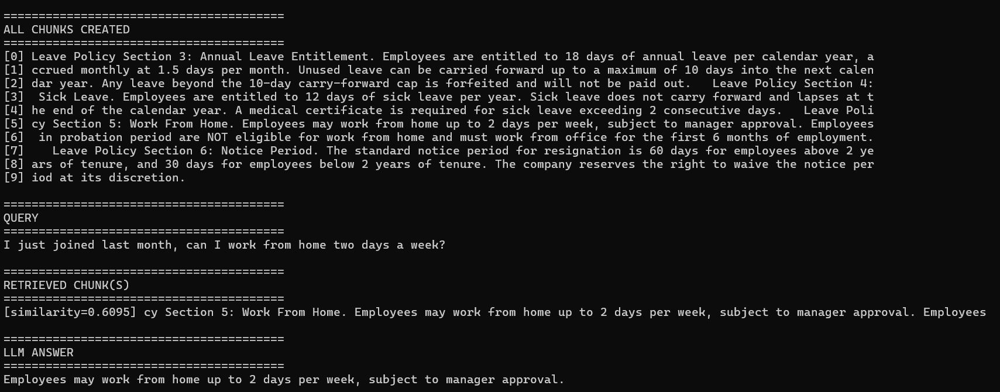 ========================================
ALL CHUNKS CREATED
========================================
[0] Leave Policy Section 3: Annual Leave Entitlement. Employees are entitled to 18 days of annual leave per calendar year, a
[1] ccrued monthly at 1.5 days per month. Unused leave can be carried forward up to a maximum of 10 days into the next calen
[2] dar year. Any leave beyond the 10-day carry-forward cap is forfeited and will not be paid out.   Leave Policy Section 4:
[3]  Sick Leave. Employees are entitled to 12 days of sick leave per year. Sick leave does not carry forward and lapses at t
[4] he end of the calendar year. A medical certificate is required for sick leave exceeding 2 consecutive days.   Leave Poli
[5] cy Section 5: Work From Home. Employees may work from home up to 2 days per week, subject to manager approval. Employees
[6]  in probation period are NOT eligible for work from home and must work from office for the first 6 months of employment.
[7]    Leave Policy Section 6: Notice Period. The standard notice period for resignation is 60 days for employees above 2 ye
[8] ars of tenure, and 30 days for employees below 2 years of tenure. The company reserves the right to waive the notice per
[9] iod at its discretion.

========================================
QUERY
========================================
I just joined last month, can I work from home two days a week?

========================================
RETRIEVED CHUNK(S)
========================================
[similarity=0.6095] cy Section 5: Work From Home. Employees may work from home up to 2 days per week, subject to manager approval. Employees

========================================
LLM ANSWER
========================================
Employees may work from home up to 2 days per week, subject to manager approval.